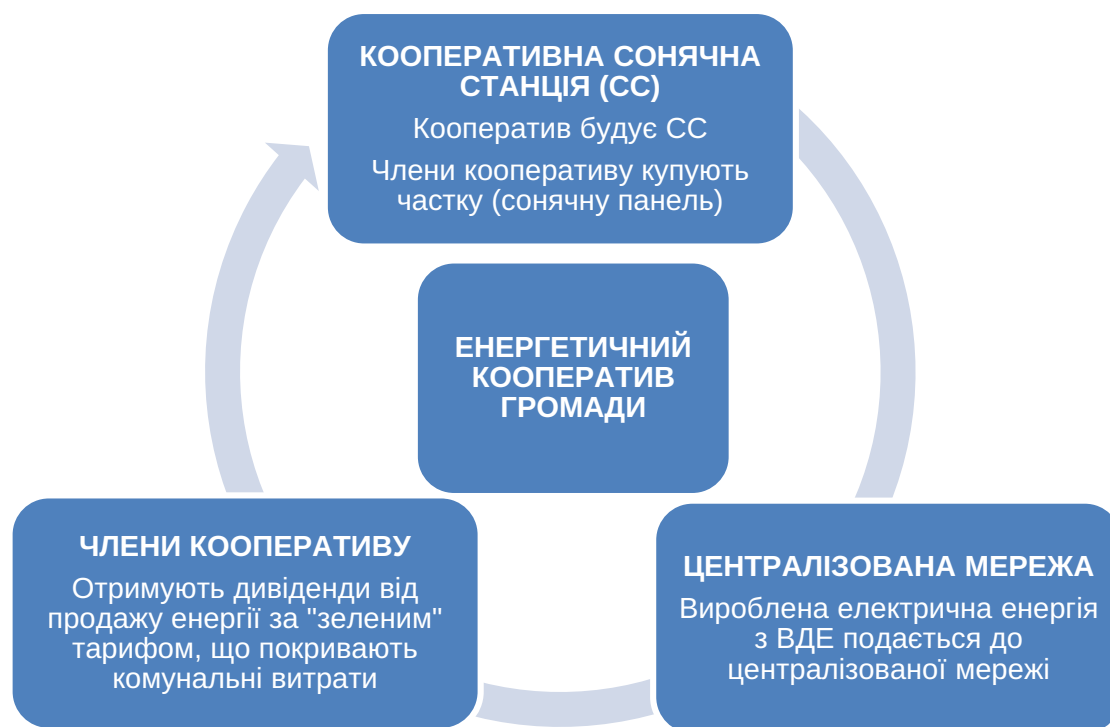 КООПЕРАТИВНА СОНЯЧНА
СТАНЦІЯ (СС)
Кооператив будує СС
Члени кооперативу купують
частку (сонячну панель)
ЕНЕРГЕТИЧНИЙ
КООПЕРАТИВ
ГРОМАДИ
ЧЛЕНИ КООПЕРАТИВУ
Отримують дивіденди від
продажу енергії за "зеленим"
тарифом, що покривають
комунальні витрати
ЦЕНТРАЛІЗОВАНА МЕРЕЖА
Вироблена електрична енергія
з ВДЕ подається до
централізованої мережі